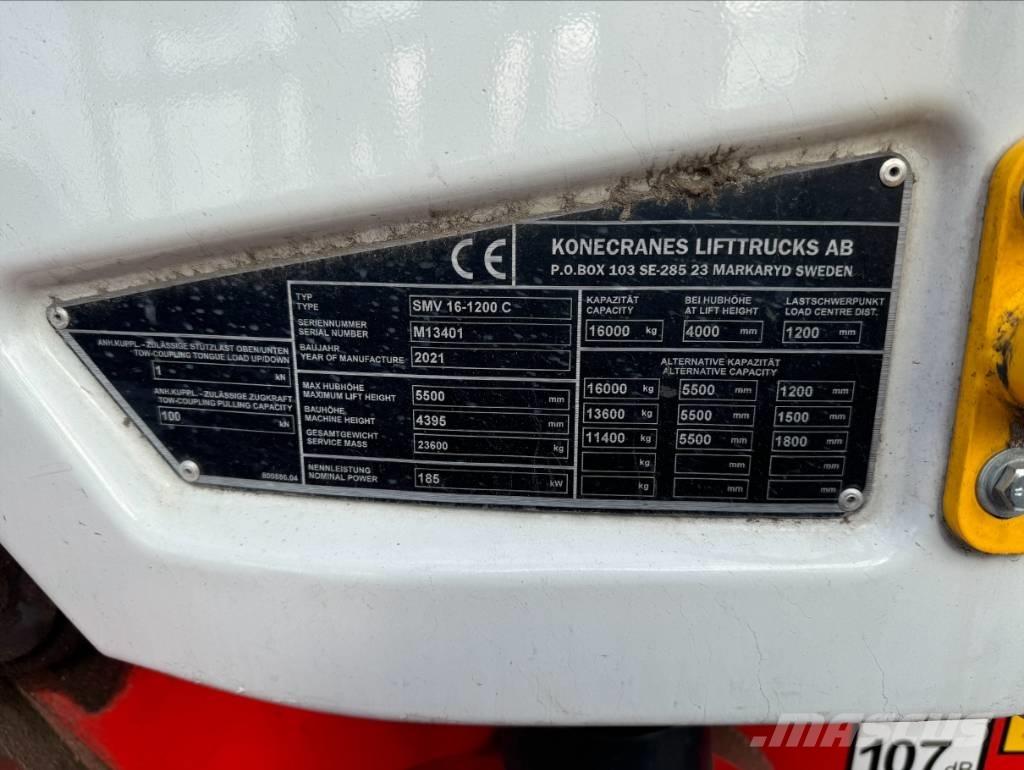 CE
KONECRANES LIFTTRUCKS AB
P.O.BOX 103 SE-285 23 MARKARYD SWEDEN
ANH.KUPPL.- ZULÄSSIGE STÜTZLAST OBEN/UNTEN
TOW-COUPLING TONGUE LOAD UP/DOWN
1 kN
ANH.KUPPL. - ZULÄSSIGE ZUGKRAFT
TOW-COUPLING PULLING CAPACITY
100 kN
TYP
TYPE SMV 16-1200 C
SERIENNUMMER
SERIAL NUMBER M13401
BAUJAHR
YEAR OF MANUFACTURE 2021
MAX HUBHÖHE
MAXIMUM LIFT HEIGHT 5500 mm
BAUHÖHE
MACHINE HEIGHT 4395 mm
GESAMTGEWICHT
SERVICE MASS 23600 kg
NENNLEISTUNG
NOMINAL POWER 185 kW
KAPAZITÄT BEI HUBHÖHE LASTSCHWERPUNKT
CAPACITY AT LIFT HEIGHT LOAD CENTRE DIST.
16000 kg 4000 mm 1200 mm
ALTERNATIVE KAPAZITÄT
ALTERNATIVE CAPACITY
16000 kg 5500 mm 1200 mm
13600 kg 5500 mm 1500 mm
11400 kg 5500 mm 1800 mm
kg mm mm
kg mm mm
MASCUS
107 dB